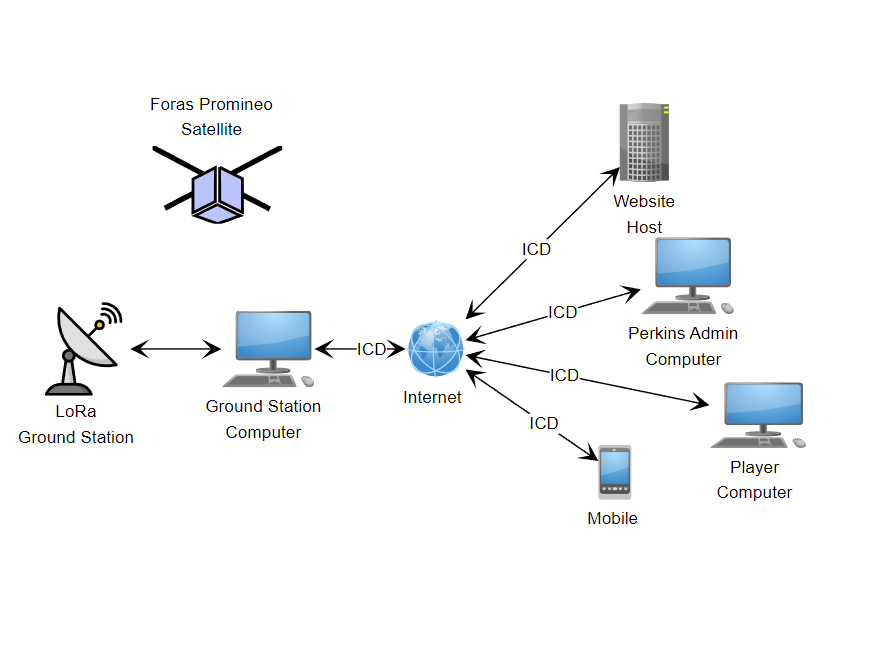 Foras Promineo
Satellite
Website
Host
ICD
ICD
Perkins Admin
Computer
ICD
ICD
LoRa
Ground Station
Ground Station
Computer
Internet
ICD
Player
Computer
Mobile